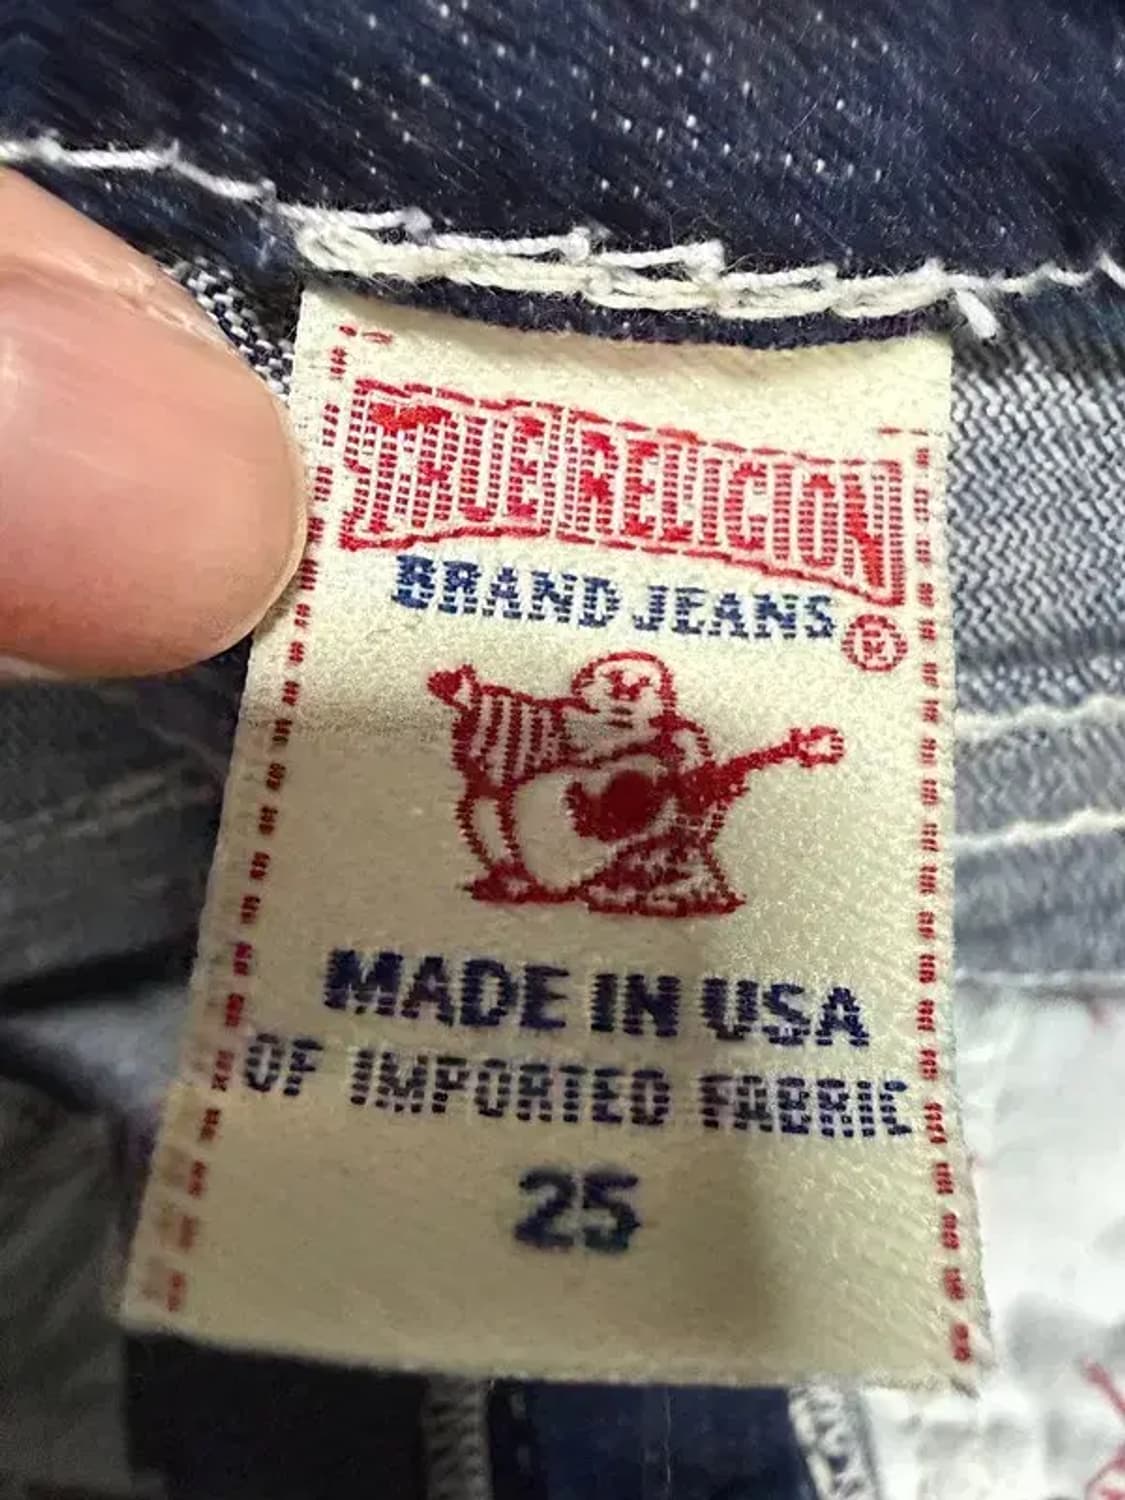 TRUE RELIGION
BRAND JEANS
®
MADE IN USA
OF IMPORTED FABRIC
25